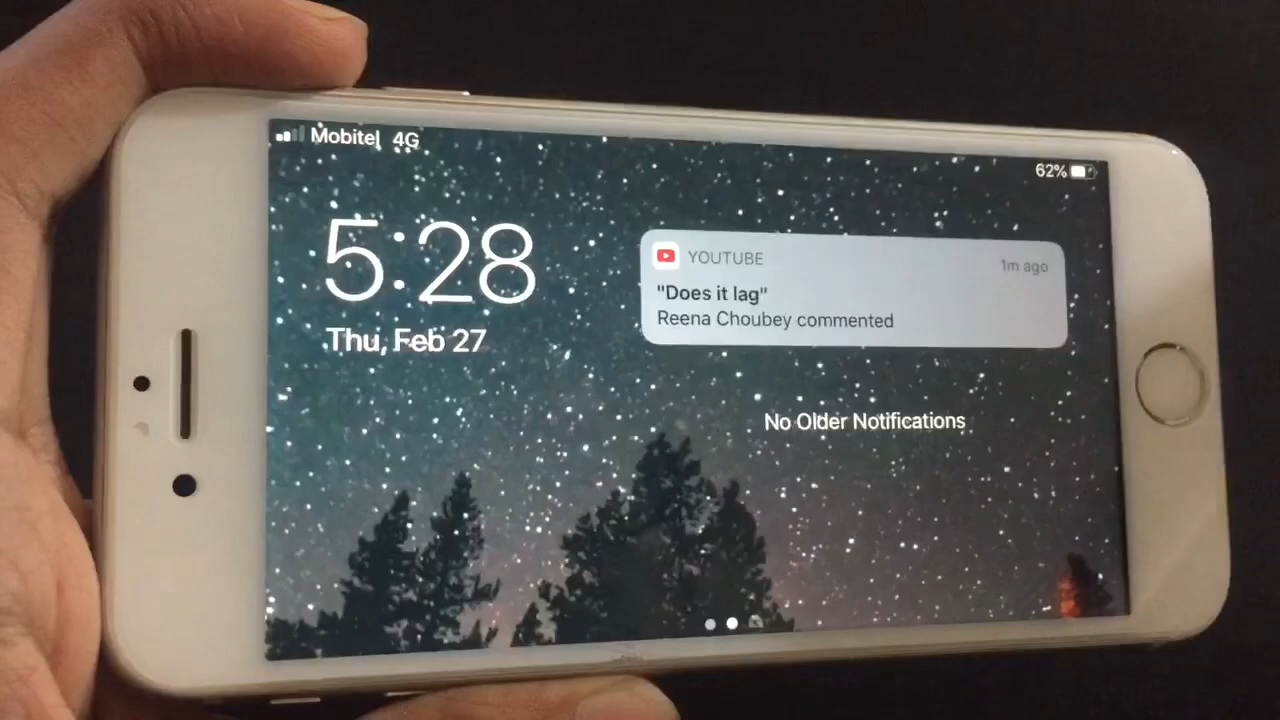 Mobitel 4G
62%
5:28
Thu, Feb 27
YOUTUBE
1m ago
"Does it lag"
Reena Choubey commented
No Older Notifications